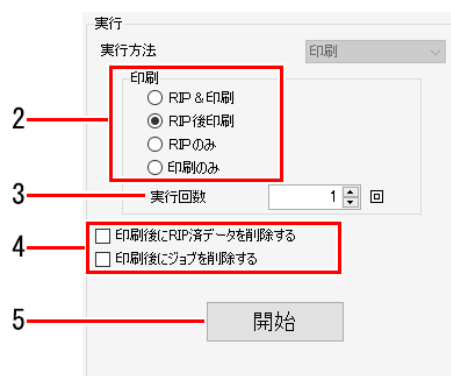 実行
実行方法 印刷
印刷
2 RIP & 印刷
RIP後印刷
RIPのみ
印刷のみ
3 実行回数 1 回
4 印刷後にRIP済データを削除する
印刷後にジョブを削除する
5 開始